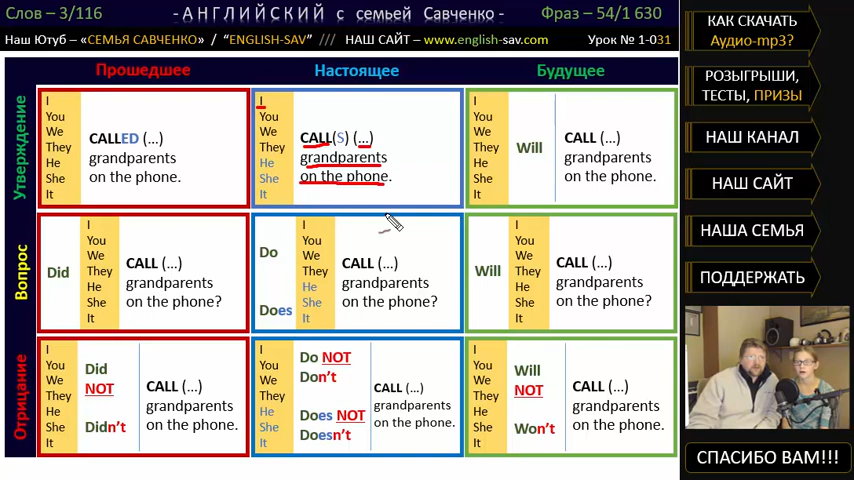 Слов – 3/116
- АНГЛИЙСКИЙ с семьей Савченко -
Фраз – 54/1 630
Наш Ютуб – «СЕМЬЯ САВЧЕНКО» / "ENGLISH-SAV" /// НАШ САЙТ – www.english-sav.com
Урок № 1-031
Прошедшее
Настоящее
Будущее
Утверждение
I
You
We
They
He
She
It
CALLED (...)
grandparents
on the phone.
I
You
We
They
He
She
It
CALL(S) (...)
grandparents
on the phone.
I
You
We
They
He
She
It
Will
CALL (...)
grandparents
on the phone.
Вопрос
Did
I
You
We
They
He
She
It
CALL (...)
grandparents
on the phone?
Do
Does
I
You
We
They
He
She
It
CALL (...)
grandparents
on the phone?
Will
I
You
We
They
He
She
It
CALL (...)
grandparents
on the phone?
Отрицание
I
You
We
They
He
She
It
Did
NOT
Didn't
CALL (...)
grandparents
on the phone.
I
You
We
They
He
She
It
Do NOT
Don't
Does NOT
Doesn't
CALL (...)
grandparents
on the phone.
I
You
We
They
He
She
It
Will
NOT
Won't
CALL (...)
grandparents
on the phone.
КАК СКАЧАТЬ
Аудио-mp3?
РОЗЫГРЫШИ,
ТЕСТЫ, ПРИЗЫ
НАШ КАНАЛ
НАШ САЙТ
НАША СЕМЬЯ
ПОДДЕРЖАТЬ
СПАСИБО ВАМ!!!